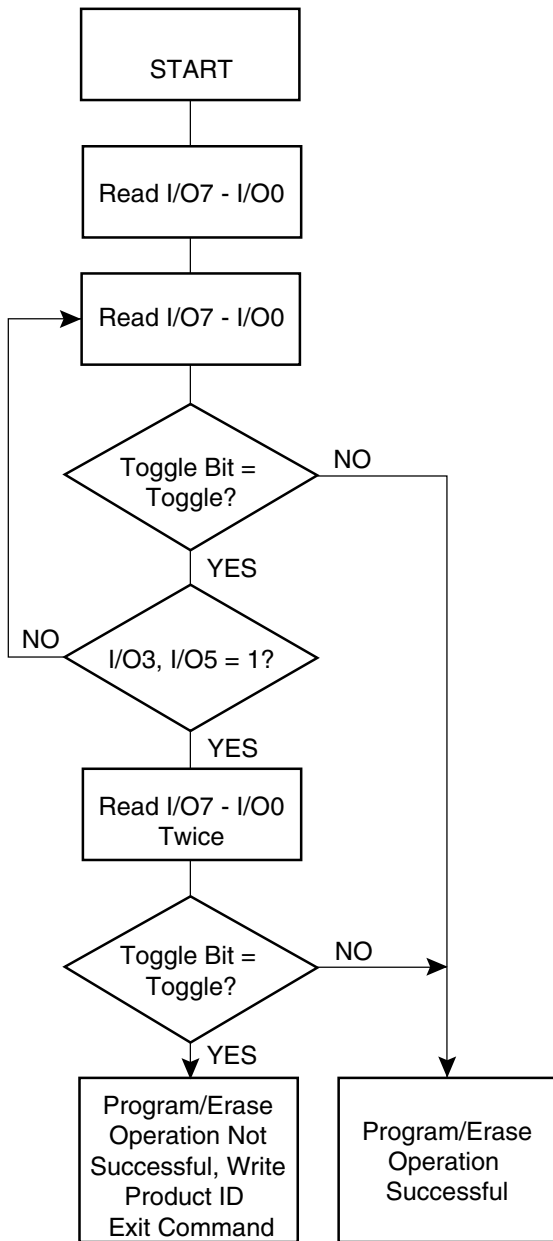 START
Read I/O7 - I/O0
Read I/O7 - I/O0
Toggle Bit =
Toggle?
NO
YES
NO
I/O3, I/O5 = 1?
YES
Read I/O7 - I/O0
Twice
Toggle Bit =
Toggle?
NO
YES
Program/Erase
Operation Not
Successful, Write
Product ID
Exit Command
Program/Erase
Operation
Successful